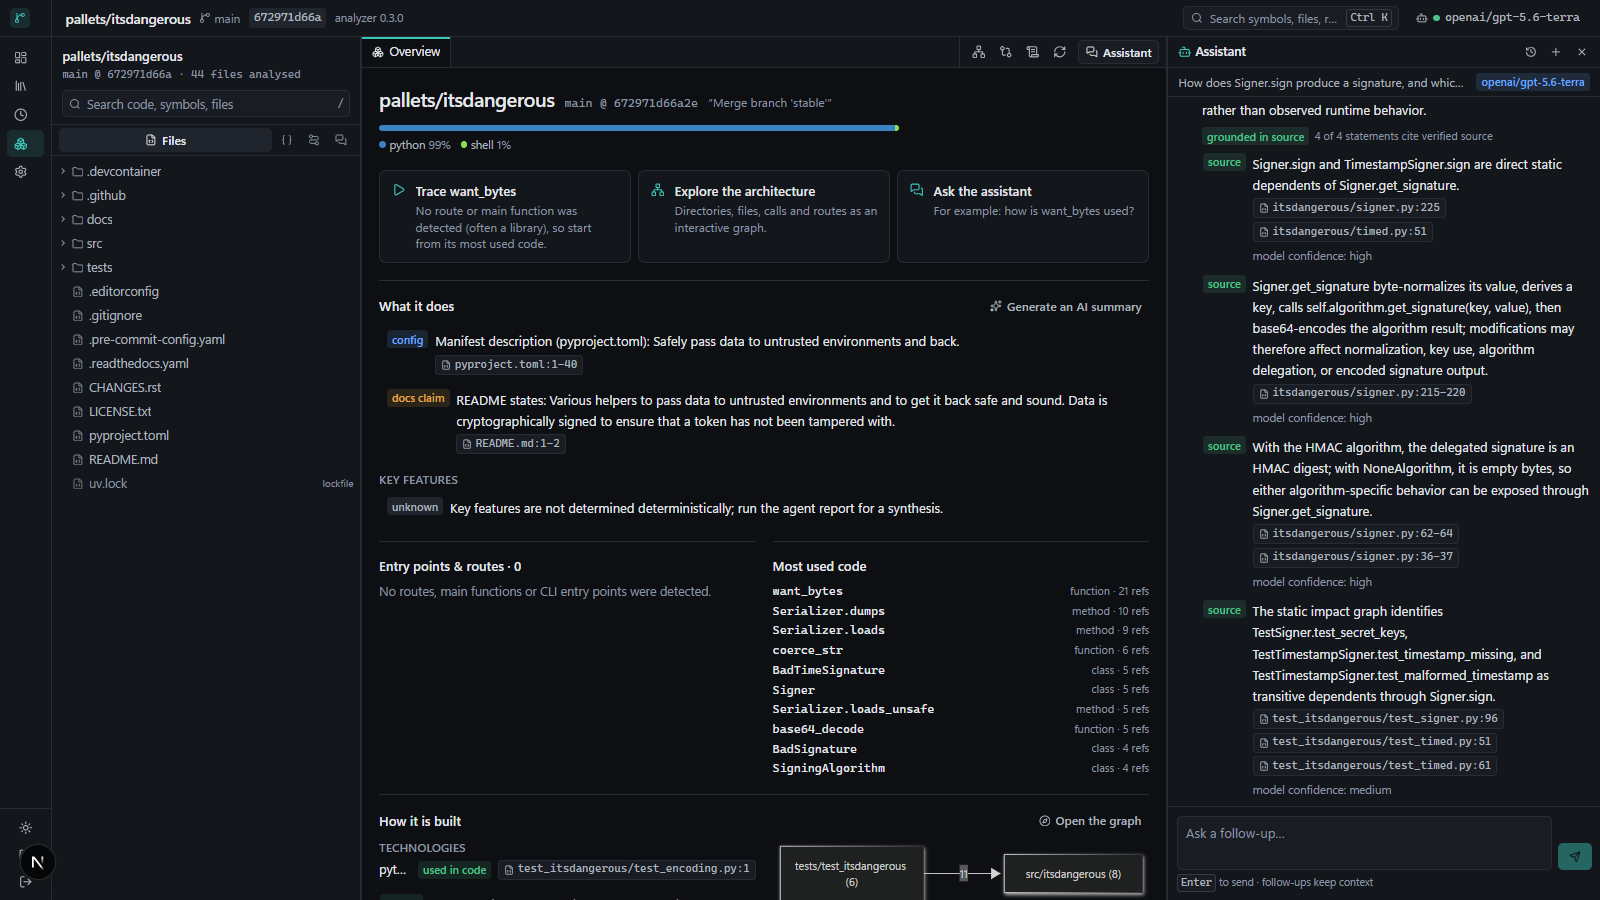 pallets/itsdangerous main 672971d66a analyzer 0.3.0
Search symbols, files, r... Ctrl K
openai/gpt-5.6-terra
pallets/itsdangerous
main @ 672971d66a · 44 files analysed
Search code, symbols, files /
Files
.devcontainer
.github
docs
src
tests
.editorconfig
.gitignore
.pre-commit-config.yaml
.readthedocs.yaml
CHANGES.rst
LICENSE.txt
pyproject.toml
README.md
uv.lock lockfile
N
Overview
Assistant
pallets/itsdangerous main @ 672971d66a2e "Merge branch 'stable'"
python 99% shell 1%
Trace want_bytes
No route or main function was
detected (often a library), so start
from its most used code.
Explore the architecture
Directories, files, calls and routes as an
interactive graph.
Ask the assistant
For example: how is want_bytes used?
What it does
Generate an AI summary
config Manifest description (pyproject.toml): Safely pass data to untrusted environments and back.
pyproject.toml:1-40
docs claim README states: Various helpers to pass data to untrusted environments and to get it back safe and sound. Data is
cryptographically signed to ensure that a token has not been tampered with.
README.md:1-2
KEY FEATURES
unknown Key features are not determined deterministically; run the agent report for a synthesis.
Entry points & routes · 0
No routes, main functions or CLI entry points were detected.
Most used code
want_bytes function · 21 refs
Serializer.dumps method · 10 refs
Serializer.loads method · 9 refs
coerce_str function · 6 refs
BadTimeSignature class · 5 refs
Signer class · 5 refs
Serializer.loads_unsafe method · 5 refs
base64_decode function · 5 refs
BadSignature class · 4 refs
SigningAlgorithm class · 4 refs
How it is built
Open the graph
TECHNOLOGIES
pyt... used in code test_itsdangerous/test_encoding.py:1
tests/test_itsdangerous
(6)
11
src/itsdangerous (8)
Assistant
How does Signer.sign produce a signature, and whic... openai/gpt-5.6-terra
rather than observed runtime behavior.
grounded in source 4 of 4 statements cite verified source
source Signer.sign and TimestampSigner.sign are direct static
dependents of Signer.get_signature.
itsdangerous/signer.py:225
itsdangerous/timed.py:51
model confidence: high
source Signer.get_signature byte-normalizes its value, derives a
key, calls self.algorithm.get_signature(key, value), then
base64-encodes the algorithm result; modifications may
therefore affect normalization, key use, algorithm
delegation, or encoded signature output.
itsdangerous/signer.py:215-220
model confidence: high
source With the HMAC algorithm, the delegated signature is an
HMAC digest; with NoneAlgorithm, it is empty bytes, so
either algorithm-specific behavior can be exposed through
Signer.get_signature.
itsdangerous/signer.py:62-64
itsdangerous/signer.py:36-37
model confidence: high
source The static impact graph identifies
TestSigner.test_secret_keys,
TestTimestampSigner.test_timestamp_missing, and
TestTimestampSigner.test_malformed_timestamp as
transitive dependents through Signer.sign.
test_itsdangerous/test_signer.py:96
test_itsdangerous/test_timed.py:51
test_itsdangerous/test_timed.py:61
model confidence: medium
Ask a follow-up...
Enter to send · follow-ups keep context